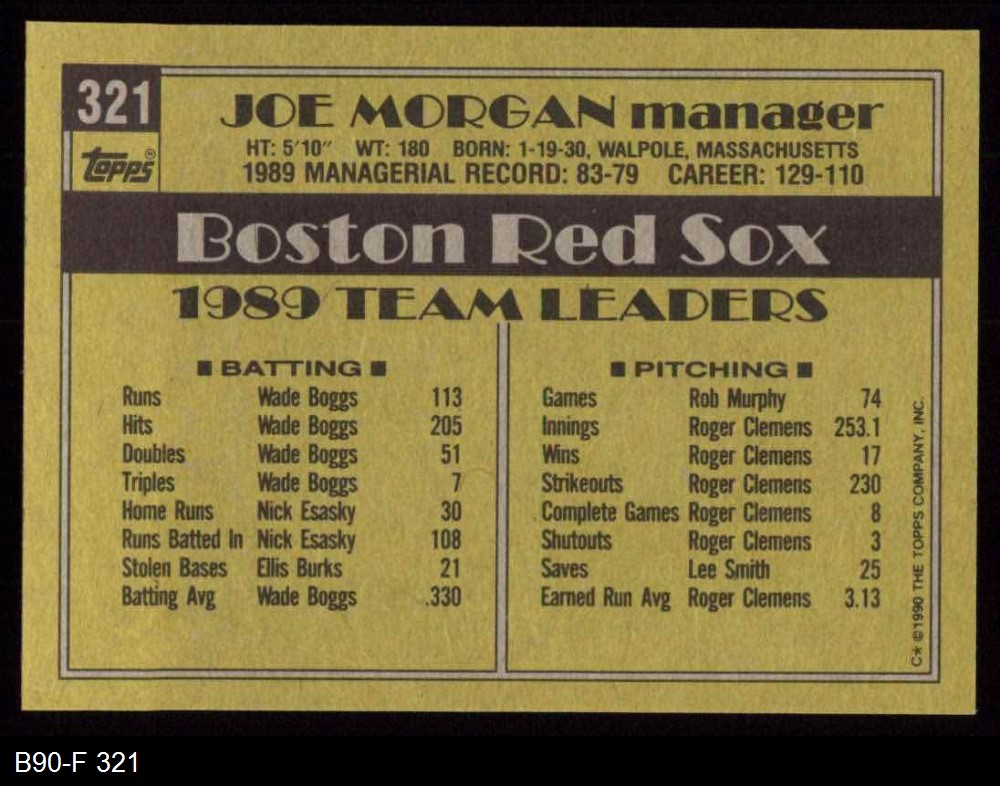 321
Topps®
JOE MORGAN manager
HT: 5'10" WT: 180 BORN: 1-19-30, WALPOLE, MASSACHUSETTS
1989 MANAGERIAL RECORD: 83-79 CAREER: 129-110
Boston Red Sox
1989 TEAM LEADERS
BATTING
Runs Wade Boggs 113
Hits Wade Boggs 205
Doubles Wade Boggs 51
Triples Wade Boggs 7
Home Runs Nick Esasky 30
Runs Batted In Nick Esasky 108
Stolen Bases Ellis Burks 21
Batting Avg Wade Boggs .330
PITCHING
Games Rob Murphy 74
Innings Roger Clemens 253.1
Wins Roger Clemens 17
Strikeouts Roger Clemens 230
Complete Games Roger Clemens 8
Shutouts Roger Clemens 3
Saves Lee Smith 25
Earned Run Avg Roger Clemens 3.13
C* © 1990 THE TOPPS COMPANY, INC.
B90-F 321